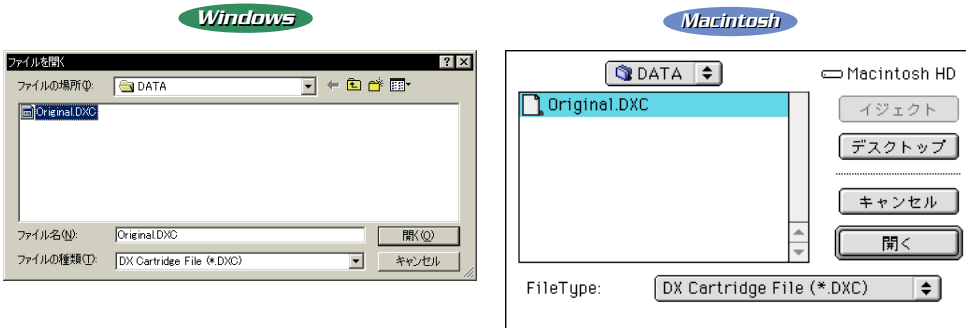 Windows
ファイルを開く
ファイルの場所(I):
DATA
Original.DXC
ファイル名(N):
Original.DXC
開く(O)
ファイルの種類(T):
DX Cartridge File (*.DXC)
キャンセル
Macintosh
DATA
Macintosh HD
Original.DXC
イジェクト
デスクトップ
キャンセル
開く
FileType:
DX Cartridge File (*.DXC)